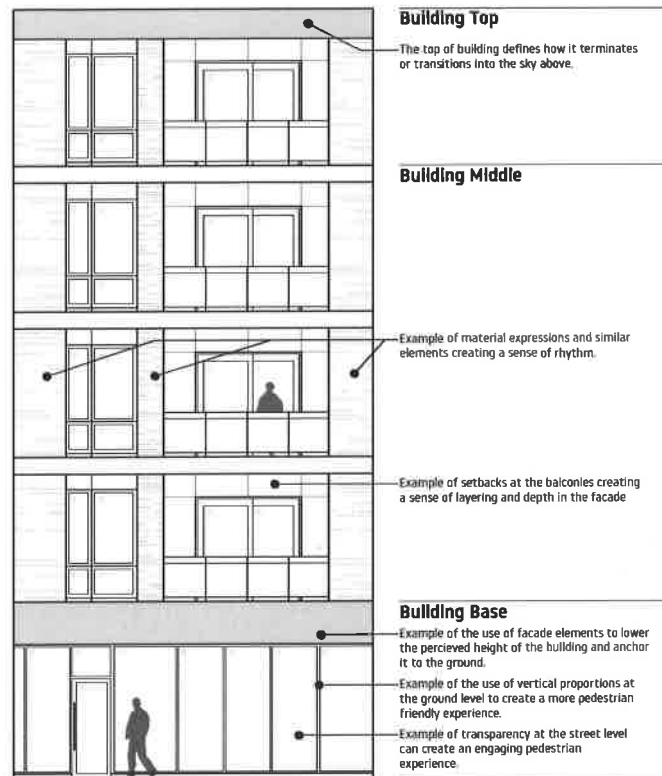 Building Top
The top of building defines how it terminates
or transitions into the sky above.
Building Middle
Example of material expressions and similar
elements creating a sense of rhythm.
Example of setbacks at the balconies creating
a sense of layering and depth in the facade
Building Base
Example of the use of facade elements to lower
the percieved height of the building and anchor
it to the ground.
Example of the use of vertical proportions at
the ground level to create a more pedestrian
friendly experience.
Example of transparency at the street level
can create an engaging pedestrian
experience